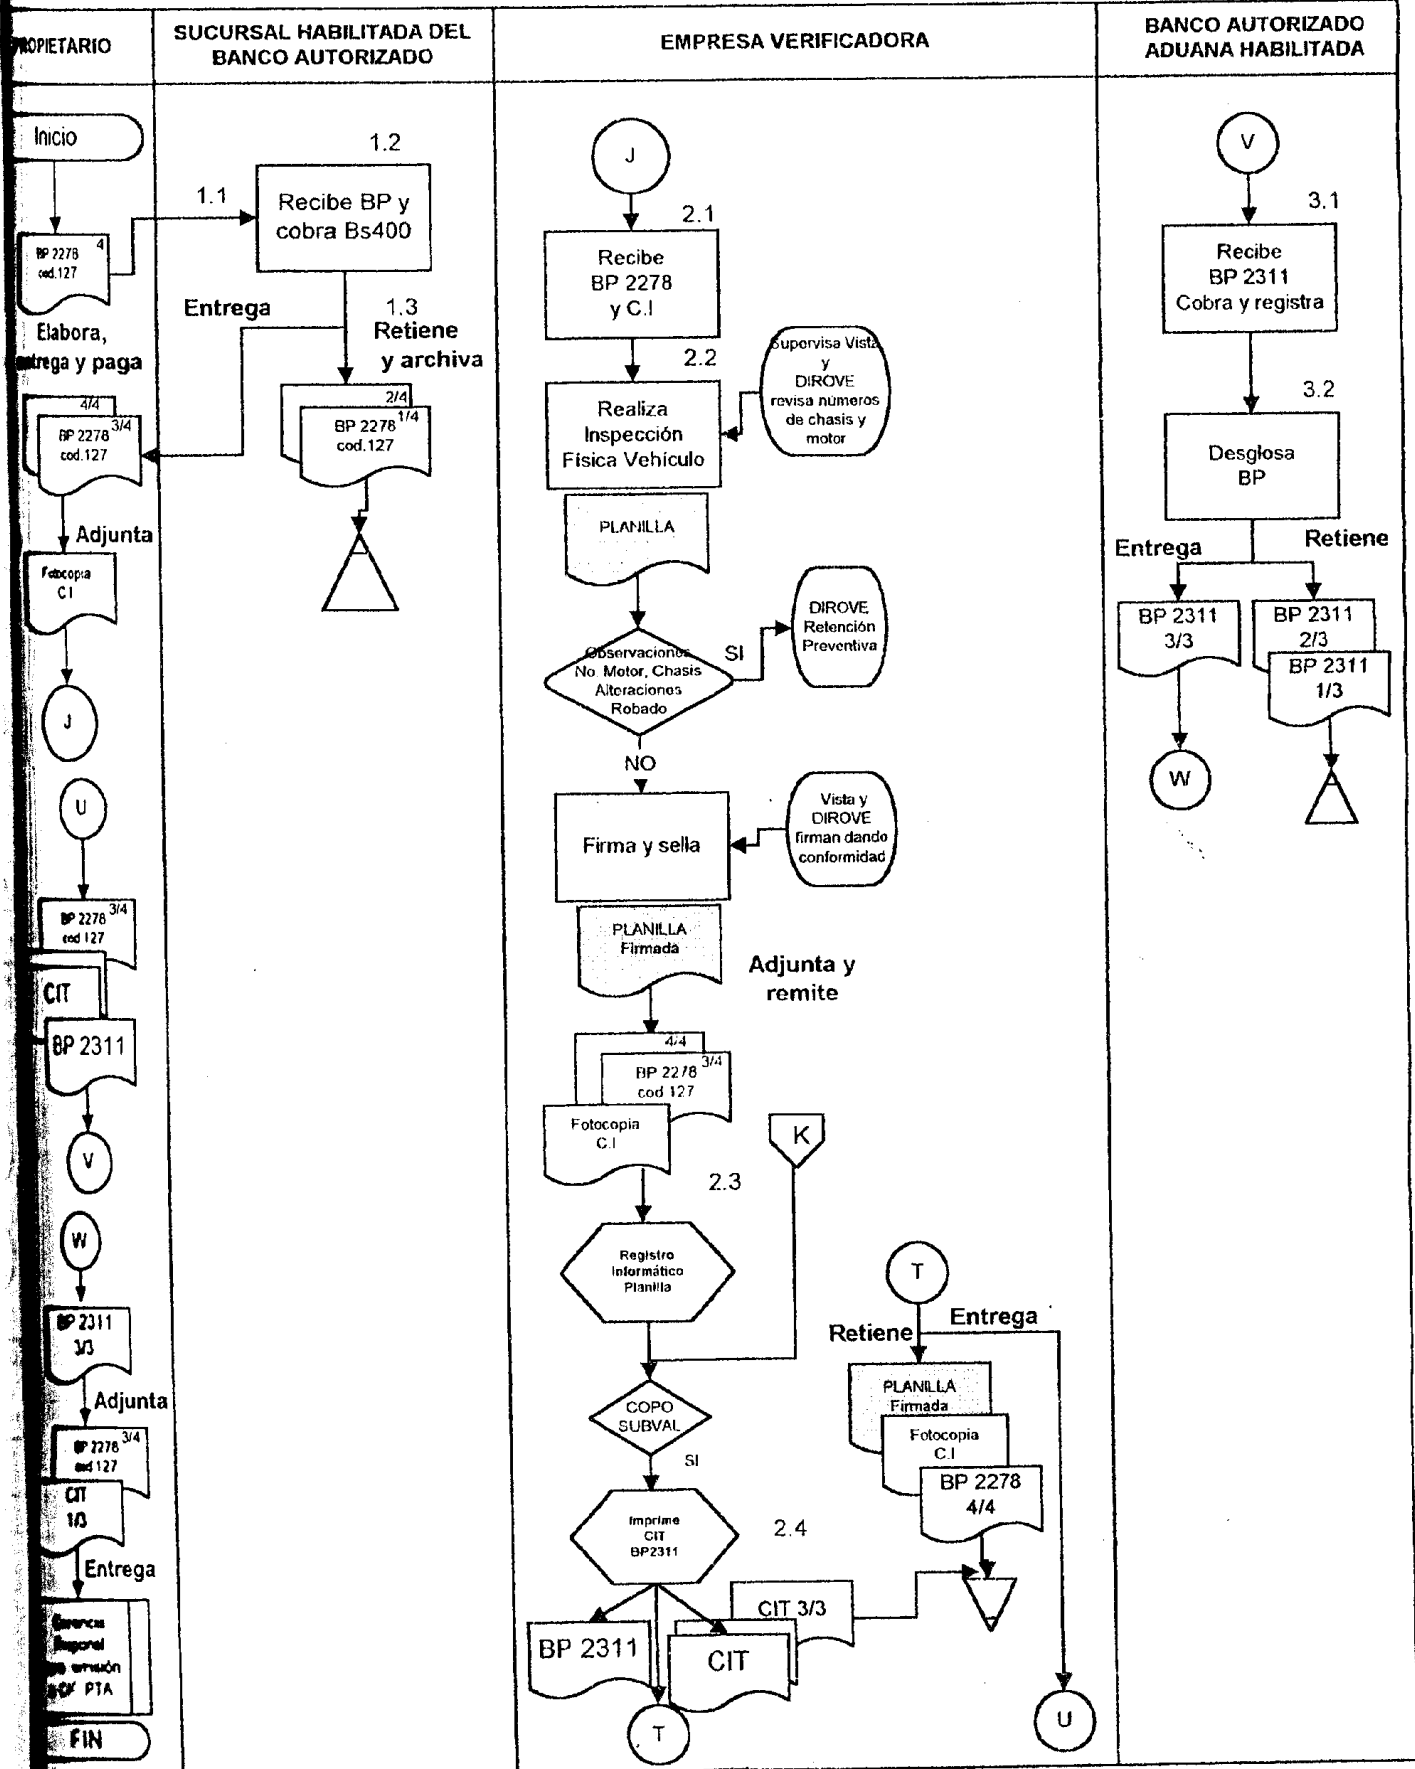 SUCURSAL HABILITADA DEL
BANCO AUTORIZADO
EMPRESA VERIFICADORA
BANCO AUTORIZADO
ADUANA HABILITADA
Inicio
BP 2278 4
cod.127
Elabora,
y paga
4/4
3/4
BP 2278
cod.127
Adjunta
Fotocopia
C.I
J
U
BP 2278 3/4
cod 127
CIT
BP 2311
V
W
BP 2311
3/3
Adjunta
BP 2278 3/4
cod 127
CIT
1/3
Entrega
emisión
PTA
FIN
1.1
1.2
Recibe BP y
cobra Bs400
Entrega
1.3
Retiene
y archiva
2/4
BP 2278 1/4
cod.127
J
2.1
Recibe
BP 2278
y C.I
2.2
Realiza
Inspección
Física Vehículo
Supervisa Vista
y
DIROVE
revisa números
de chasis y
motor
PLANILLA
Observaciones
No. Motor, Chasis
Alteraciones
Robado
SI
DIROVE
Retención
Preventiva
NO
Firma y sella
Vista y
DIROVE
firman dando
conformidad
PLANILLA
Firmada
Adjunta y
remite
4/4
3/4
BP 2278
cod 127
Fotocopia
C.I
K
2.3
Registro
Informático
Planilla
COPO
SUBVAL
SI
Imprime
CIT
BP2311
2.4
BP 2311
CIT 3/3
CIT
T
T
Retiene
Entrega
PLANILLA
Firmada
Fotocopia
C.I
BP 2278
4/4
U
V
3.1
Recibe
BP 2311
Cobra y registra
3.2
Desglosa
BP
Entrega
Retiene
BP 2311
3/3
BP 2311
2/3
BP 2311
1/3
W